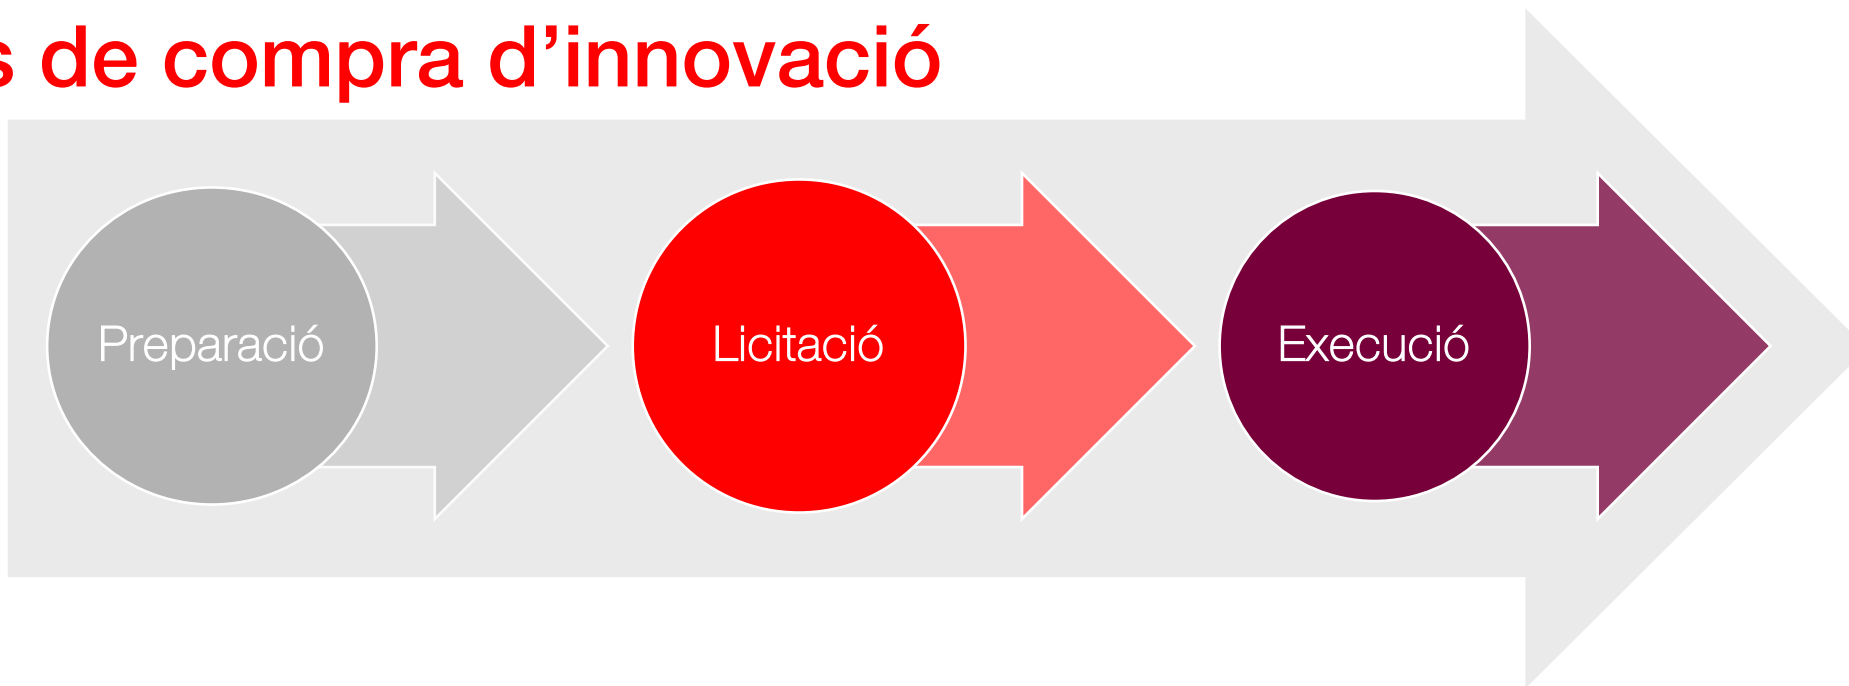 s de compra d’innovació
Preparació
Licitació
Execució